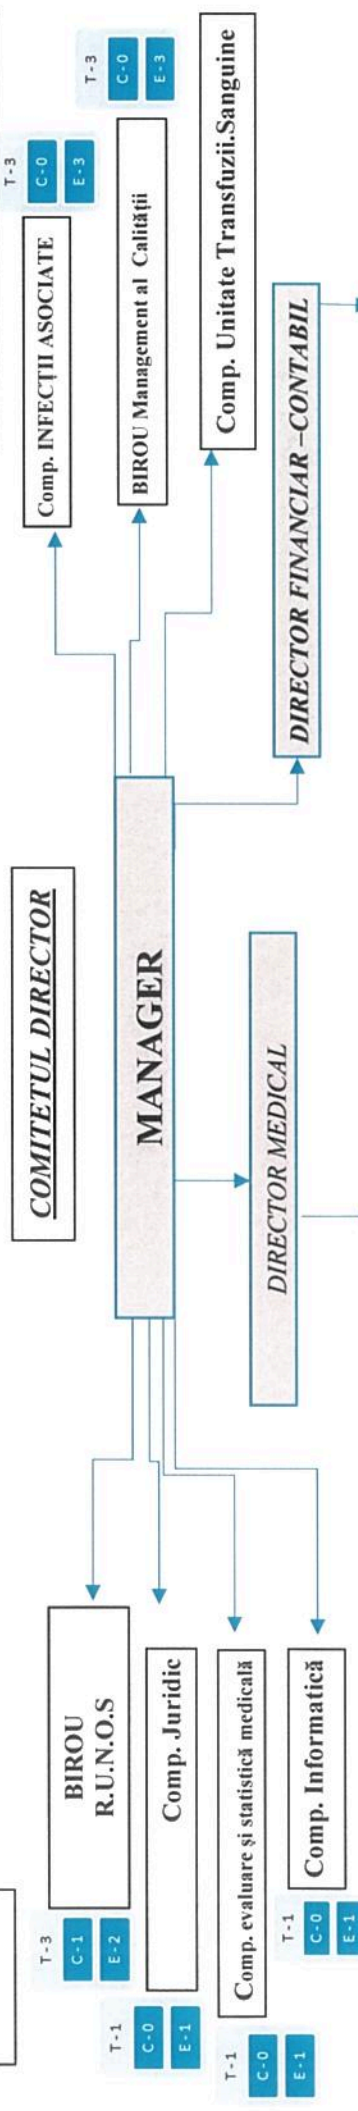 COMITETUL DIRECTOR
MANAGER
DIRECTOR MEDICAL
DIRECTOR FINANCIAR –CONTABIL
T-3
C-1
E-2
BIROU
R.U.N.O.S
T-1
C-0
E-1
Comp. Juridic
T-1
C-0
E-1
Comp. evaluare și statistică medicală
T-1
C-0
E-1
Comp. Informatică
Comp. INFECȚII ASOCIATE
T-3
C-0
E-3
BIROU Management al Calității
T-3
C-0
E-3
Comp. Unitate Transfuzii.Sanguine